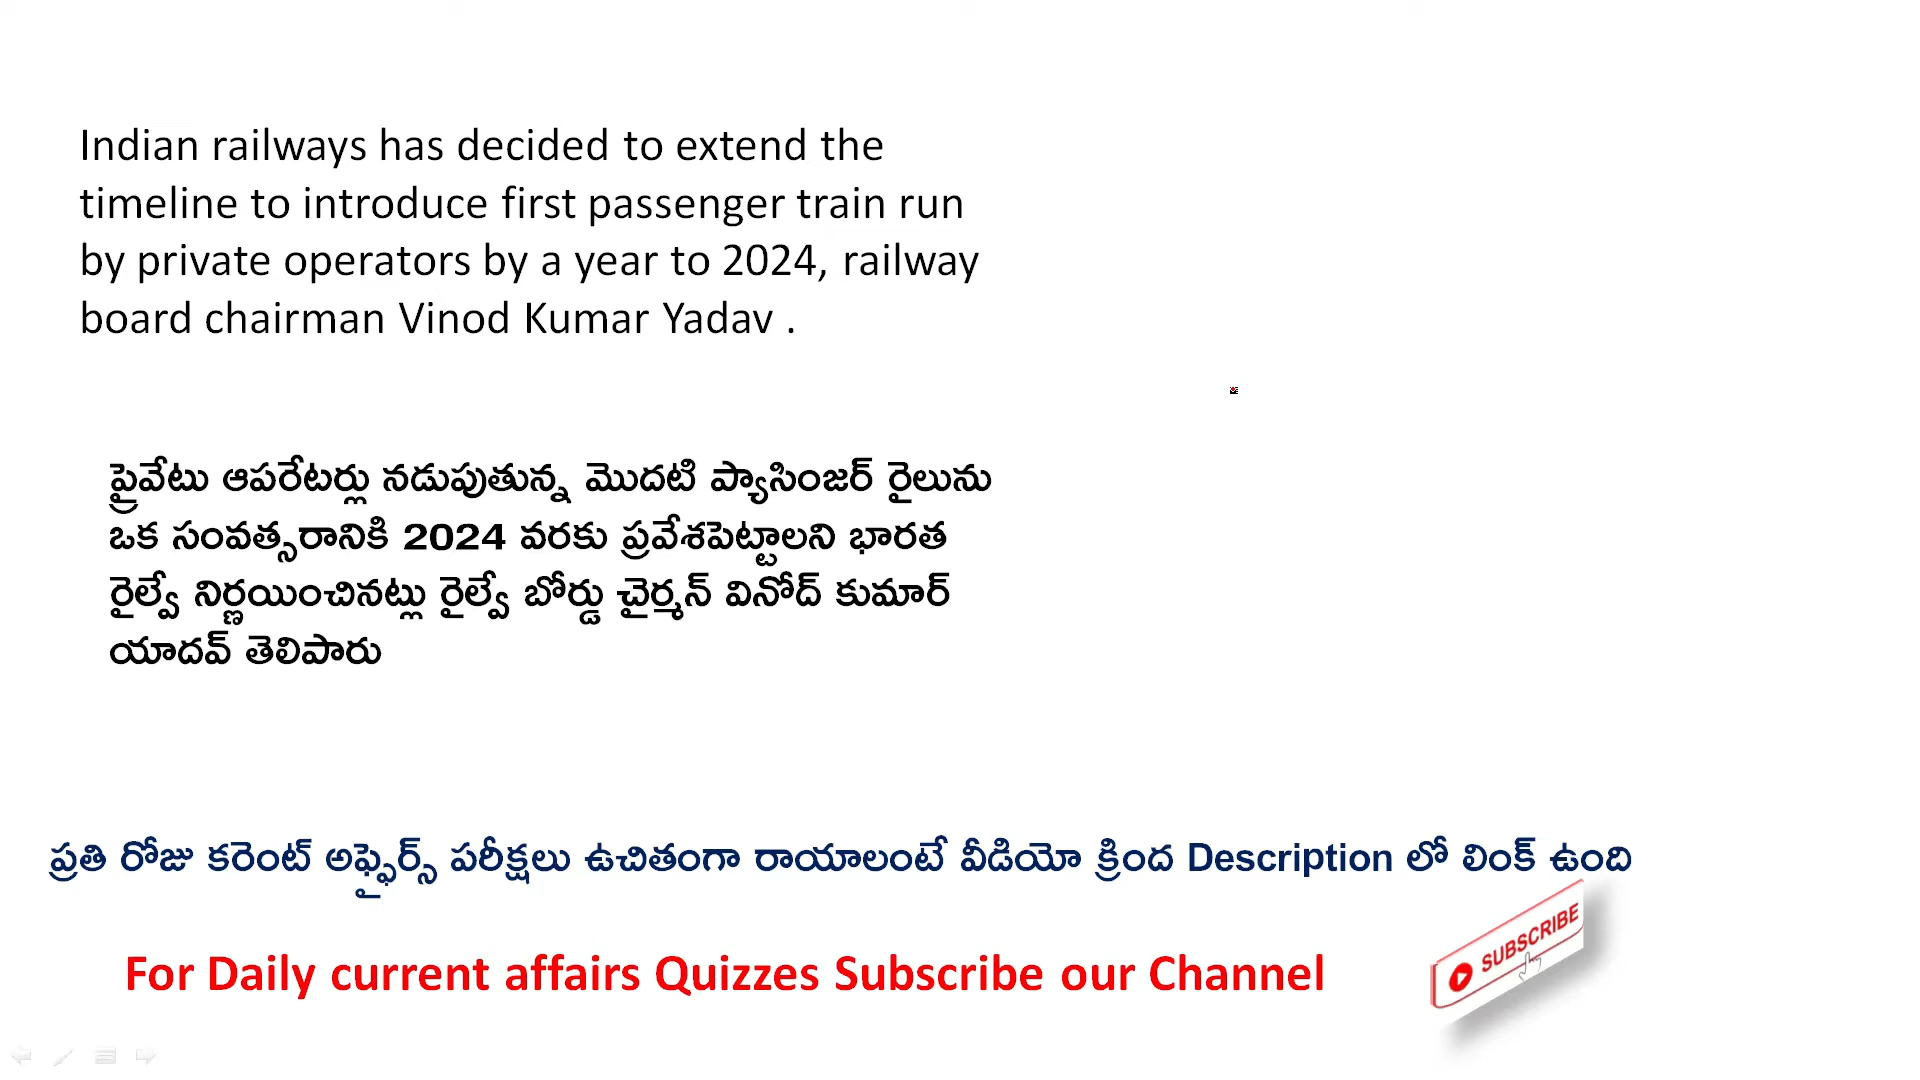 Indian railways has decided to extend the
timeline to introduce first passenger train run
by private operators by a year to 2024, railway
board chairman Vinod Kumar Yadav .
ప్రైవేటు ఆపరేటర్లు నడుపుతున్న మొదటి ప్యాసింజర్ రైలును
ఒక సంవత్సరానికి 2024 వరకు ప్రవేశపెట్టాలని భారత
రైల్వే నిర్ణయించినట్లు రైల్వే బోర్డు చైర్మన్ వినోద్ కుమార్
యాదవ్ తెలిపారు
ప్రతి రోజు కరెంట్ అఫ్ఫైర్స్ పరీక్షలు ఉచితంగా రాయాలంటే వీడియో క్రింద Description లో లింక్ ఉంది
For Daily current affairs Quizzes Subscribe our Channel
SUBSCRIBE